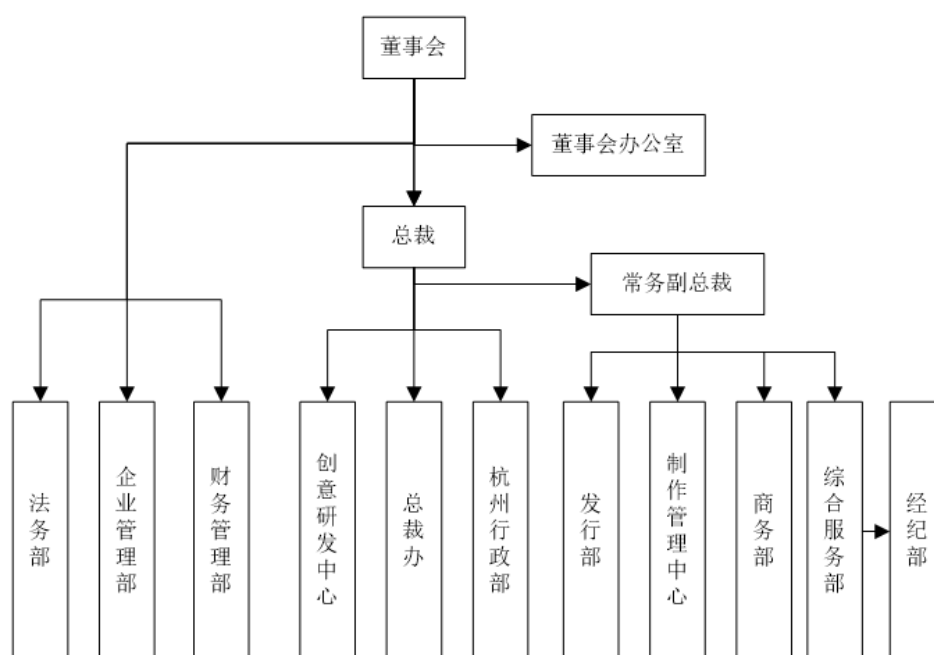 董事会
董事会办公室
总裁
常务副总裁
法务部
企业管理部
财务管理部
创意研发中心
总裁办
杭州行政部
发行部
制作管理中心
商务部
综合服务部
经纪部